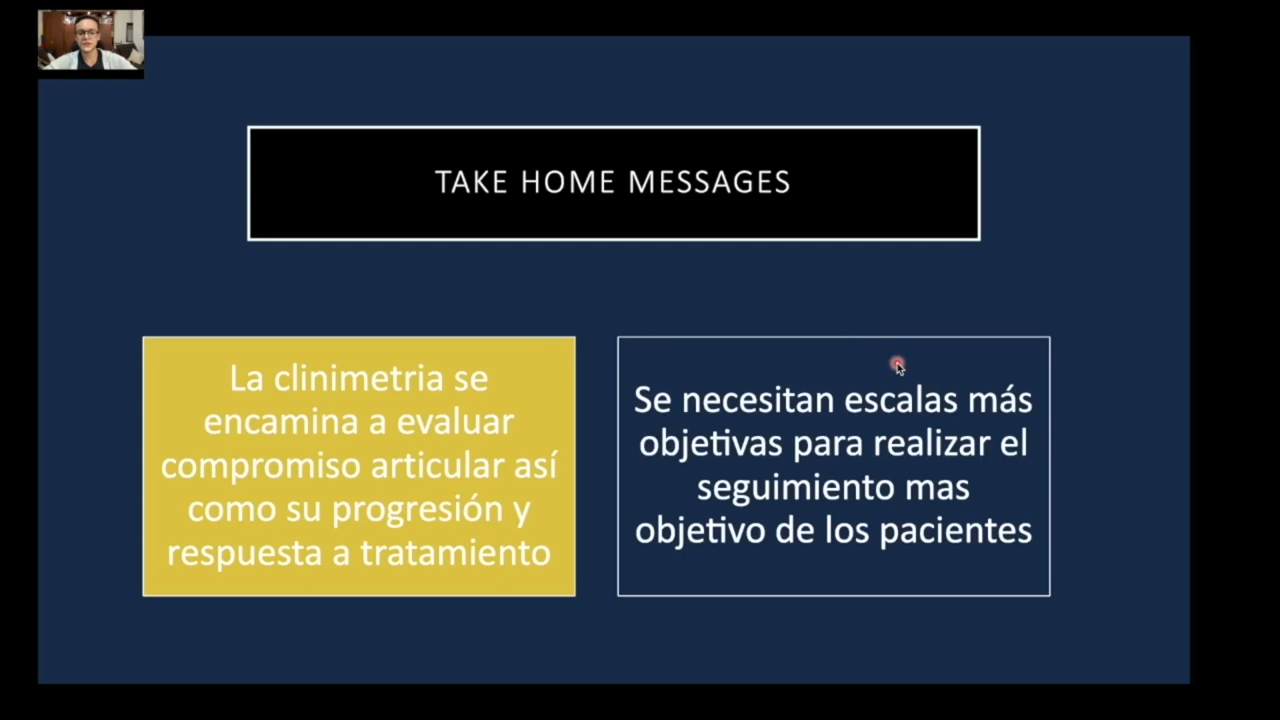 TAKE HOME MESSAGES
La clinimetria se
encamina a evaluar
compromiso articular así
como su progresión y
respuesta a tratamiento
Se necesitan escalas más
objetivas para realizar el
seguimiento mas
objetivo de los pacientes